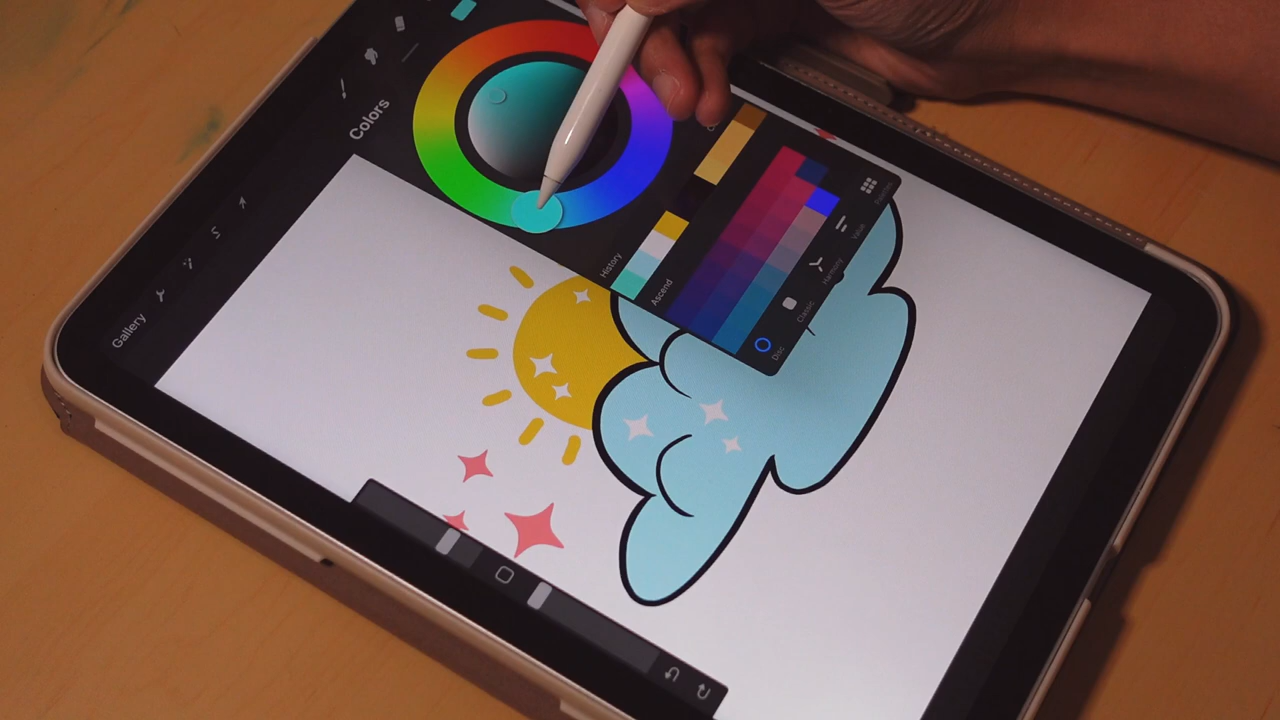 Gallery
Colors
History
Ascend
Disc
Classic
Harmony
Value
Palettes